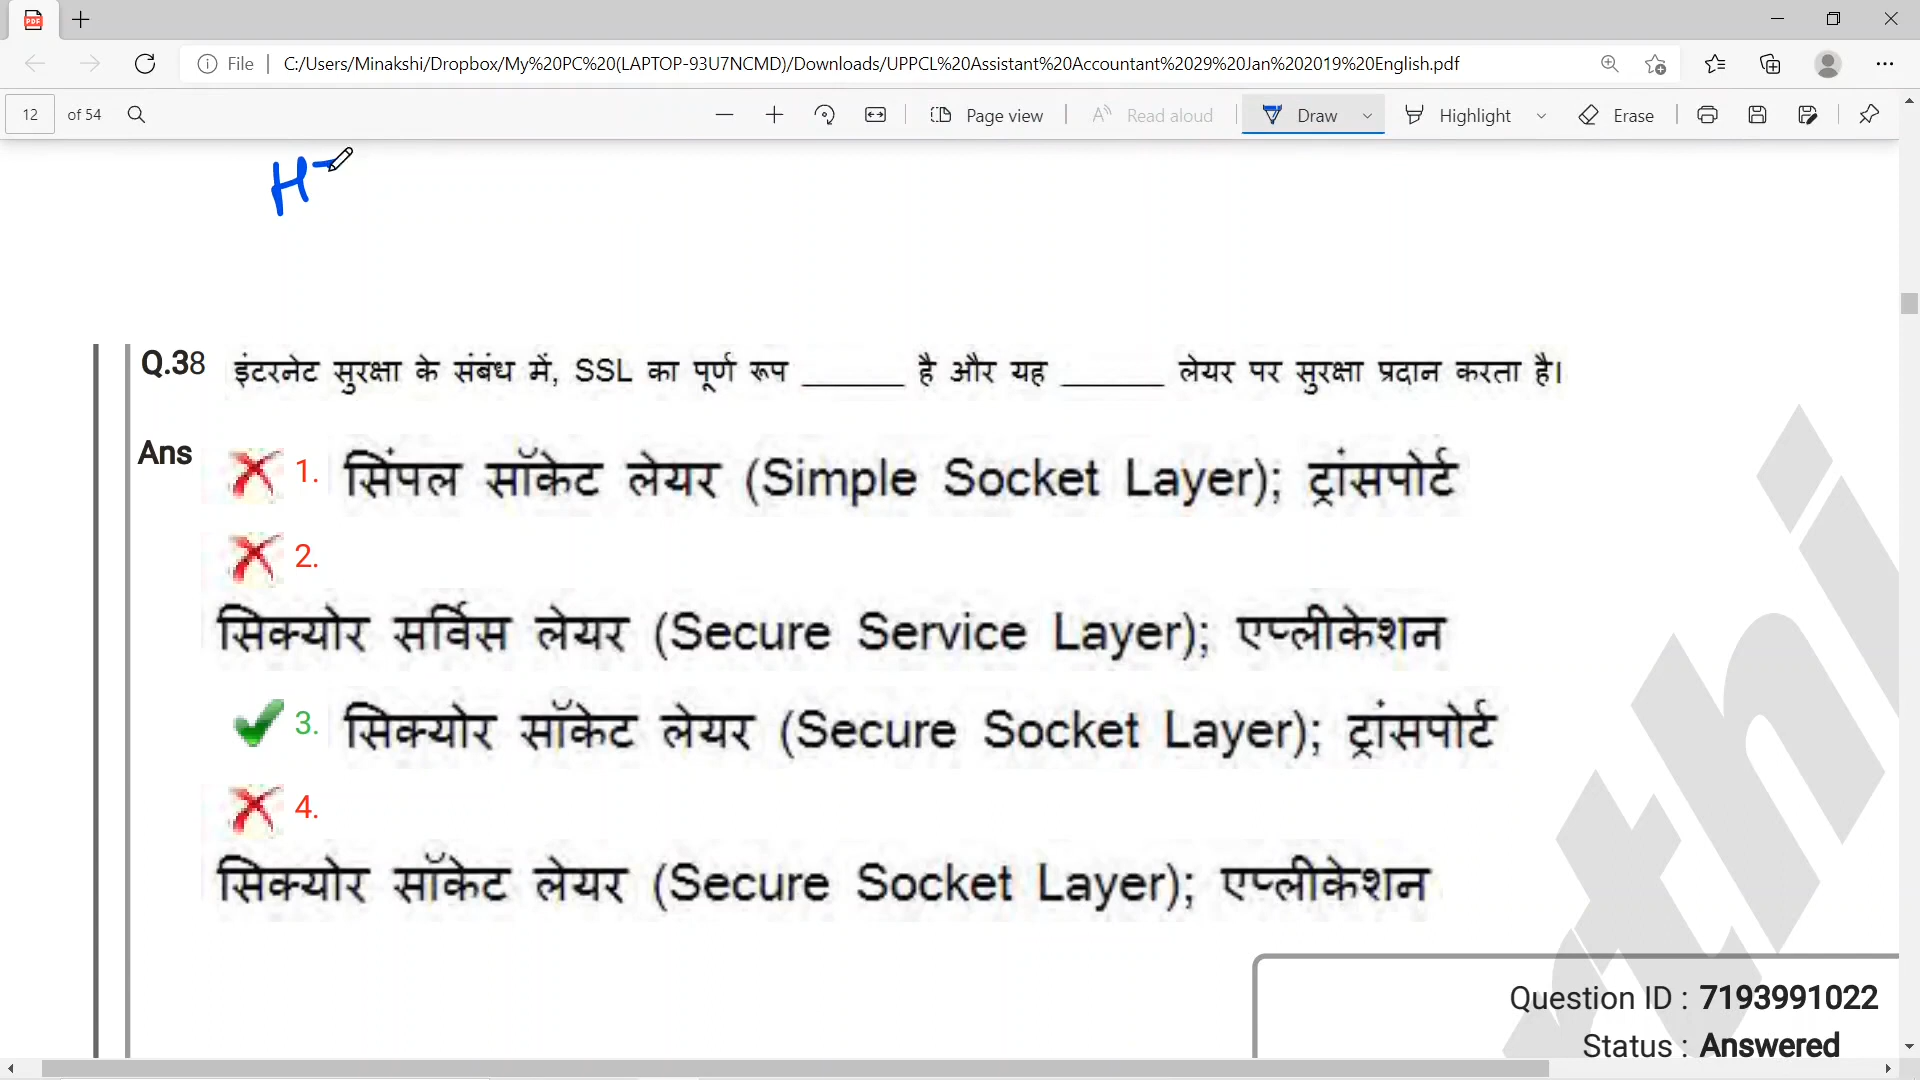 File C:/Users/Minakshi/Dropbox/My%20PC%20(LAPTOP-93U7NCMD)/Downloads/UPPCL%20Assistant%20Accountant%2029%20Jan%202019%20English.pdf
12 of 54 Page view Read aloud Draw Highlight Erase
H
Q.38 इंटरनेट सुरक्षा के संबंध में, SSL का पूर्ण रूप ______ है और यह ______ लेयर पर सुरक्षा प्रदान करता है।
Ans 1. सिंपल सॉकेट लेयर (Simple Socket Layer); ट्रांसपोर्ट
2.
सिक्योर सर्विस लेयर (Secure Service Layer); एप्लीकेशन
3. सिक्योर सॉकेट लेयर (Secure Socket Layer); ट्रांसपोर्ट
4.
सिक्योर सॉकेट लेयर (Secure Socket Layer); एप्लीकेशन
Question ID : 7193991022
Status : Answered